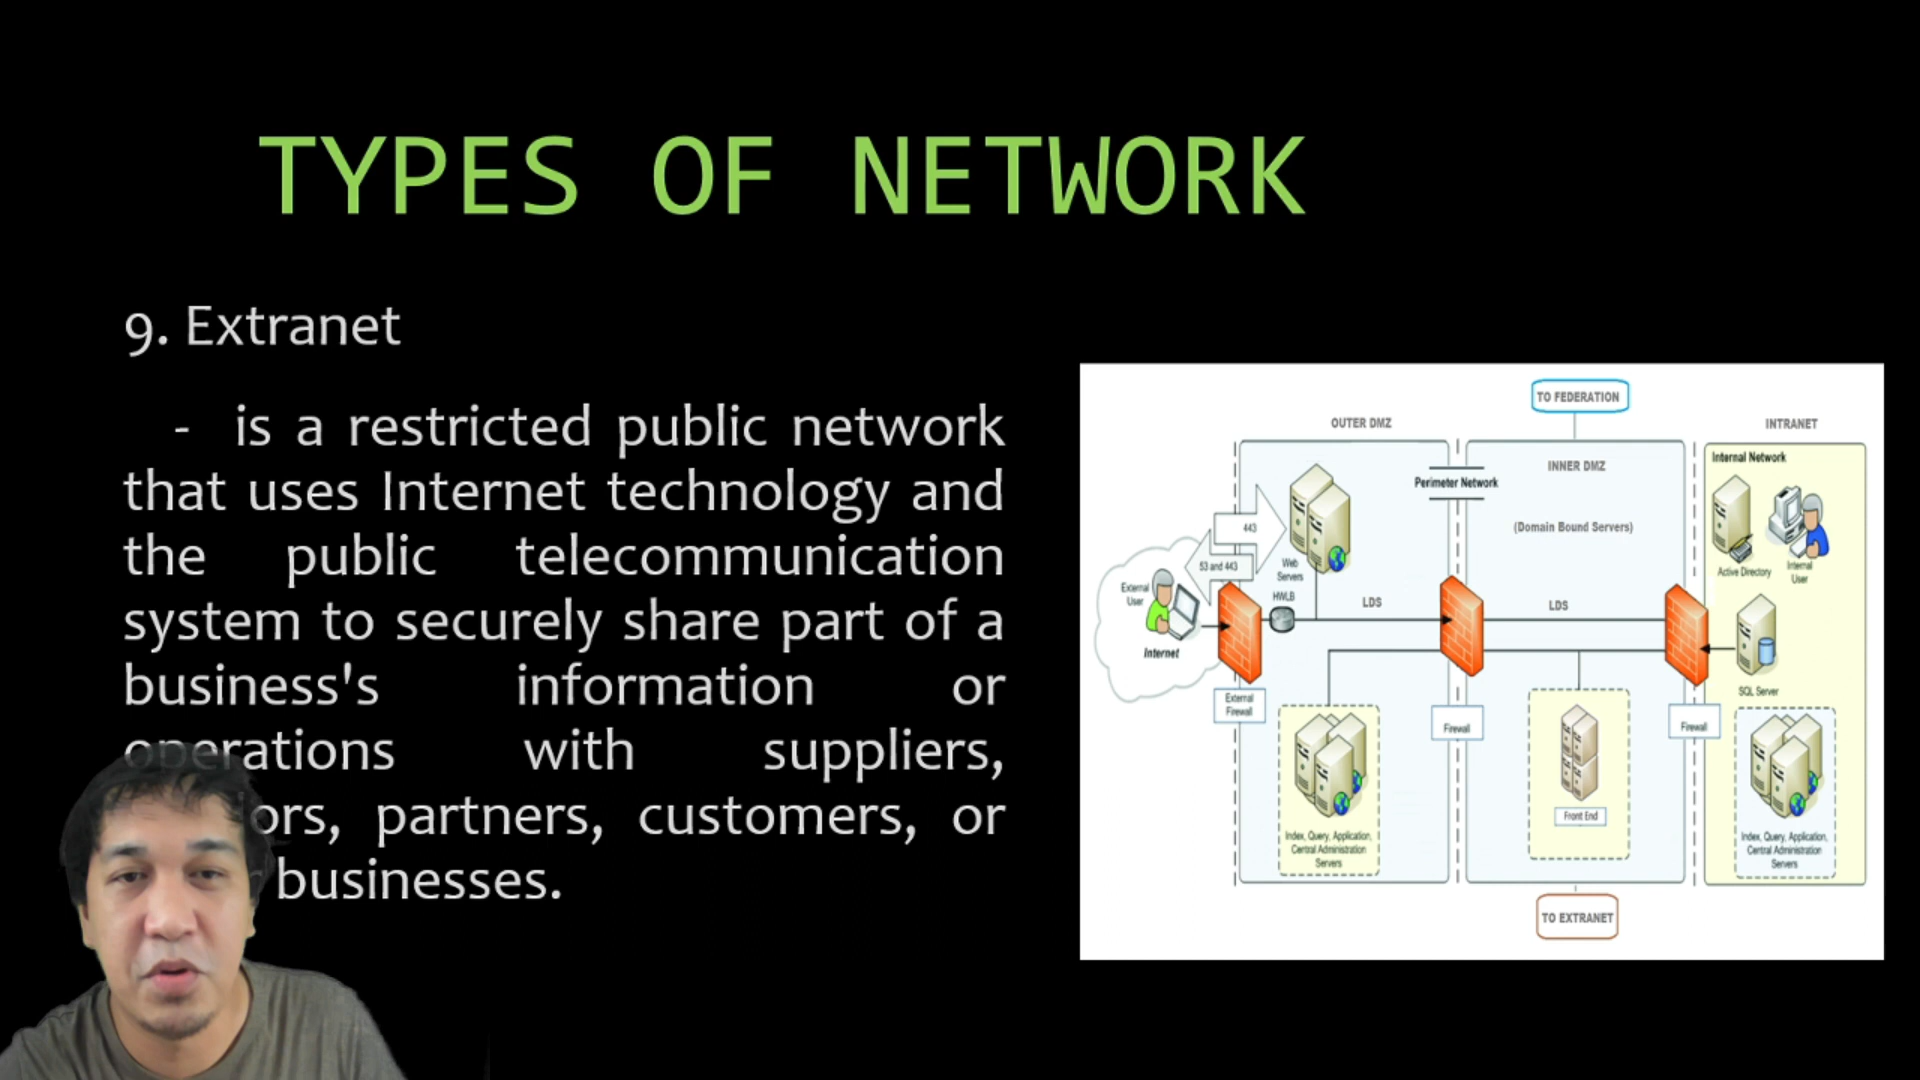 TYPES OF NETWORK
9. Extranet
- is a restricted public network
that uses Internet technology and
the public telecommunication
system to securely share part of a
business's information or
operations with suppliers,
partners, customers, or
businesses.
TO FEDERATION
OUTER DMZ
INTRANET
Internal Network
INNER DMZ
Perimeter Network
(Domain Bound Servers)
443
53 and 443
Web
Servers
HWLB
External
User
Internet
LDS
LDS
Active Directory
Internal
User
SQL Server
External
Firewall
Firewall
Firewall
Front End
Index, Query, Application,
Central Administration
Servers
Index, Query, Application,
Central Administration
Servers
TO EXTRANET